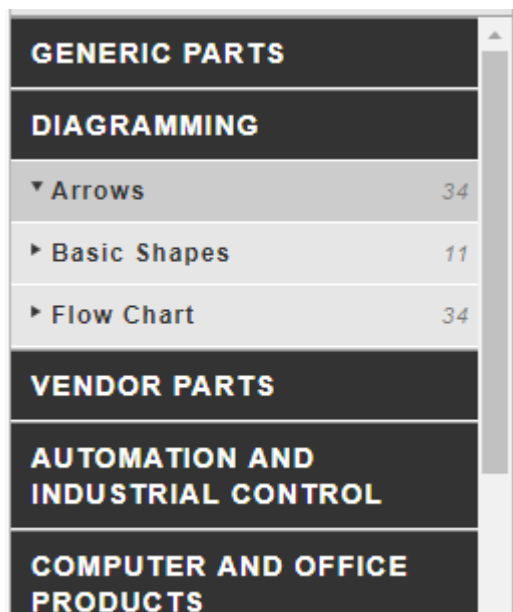 GENERIC PARTS
DIAGRAMMING
Arrows 34
Basic Shapes 11
Flow Chart 34
VENDOR PARTS
AUTOMATION AND
INDUSTRIAL CONTROL
COMPUTER AND OFFICE
PRODUCTS